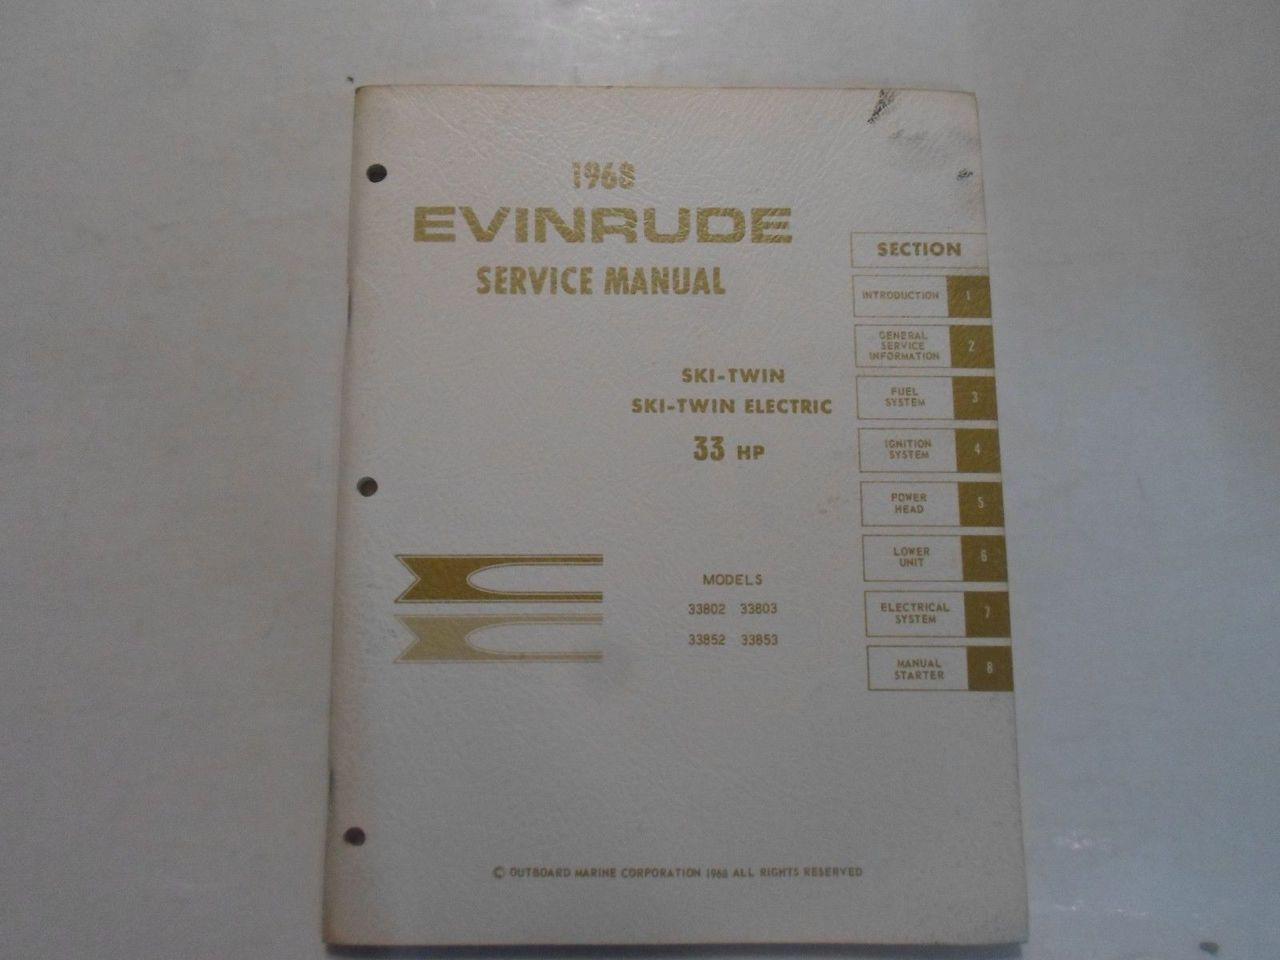 1968
EVINRUDE
SERVICE MANUAL
SKI-TWIN
SKI-TWIN ELECTRIC
33 HP
MODELS
33802 33803
33852 33853
SECTION
INTRODUCTION 1
GENERAL
SERVICE 2
INFORMATION
FUEL
SYSTEM 3
IGNITION
SYSTEM 4
POWER
HEAD 5
LOWER
UNIT 6
ELECTRICAL
SYSTEM 7
MANUAL
STARTER 8
© OUTBOARD MARINE CORPORATION 1968 ALL RIGHTS RESERVED